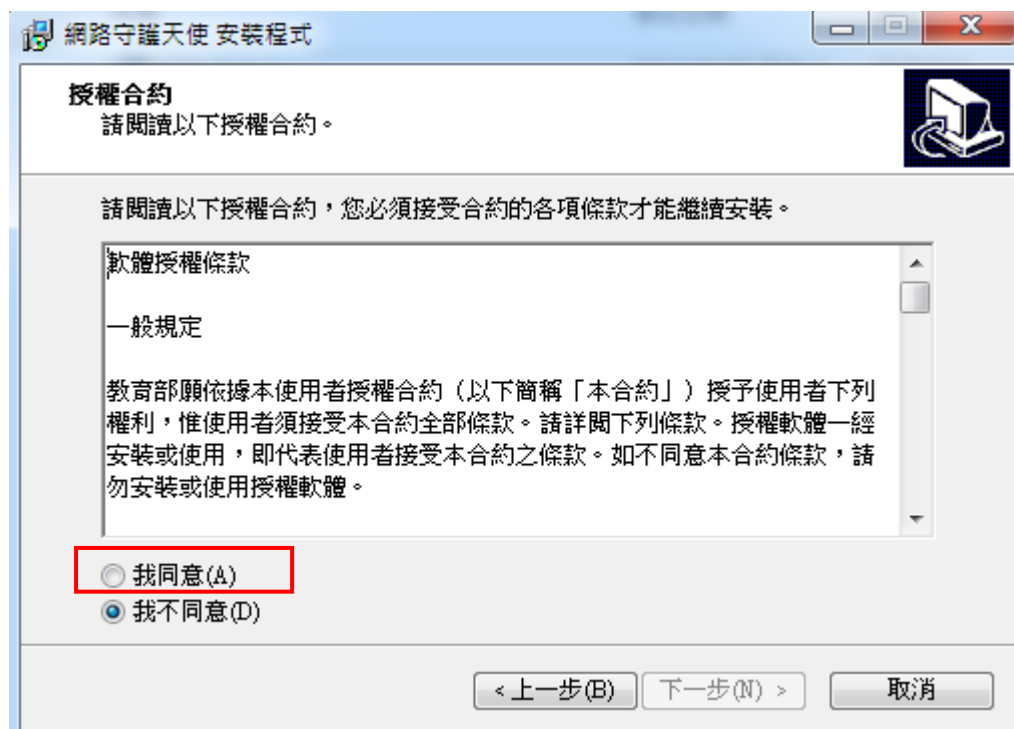 網路守護天使 安裝程式
授權合約
請閱讀以下授權合約。
請閱讀以下授權合約，您必須接受合約的各項條款才能繼續安裝。
軟體授權條款
一般規定
教育部願依據本使用者授權合約（以下簡稱「本合約」）授予使用者下列
權利，惟使用者須接受本合約全部條款。請詳閱下列條款。授權軟體一經
安裝或使用，即代表使用者接受本合約之條款。如不同意本合約條款，請
勿安裝或使用授權軟體。
我同意(A)
我不同意(D)
<上一步(B) 下一步(N) > 取消